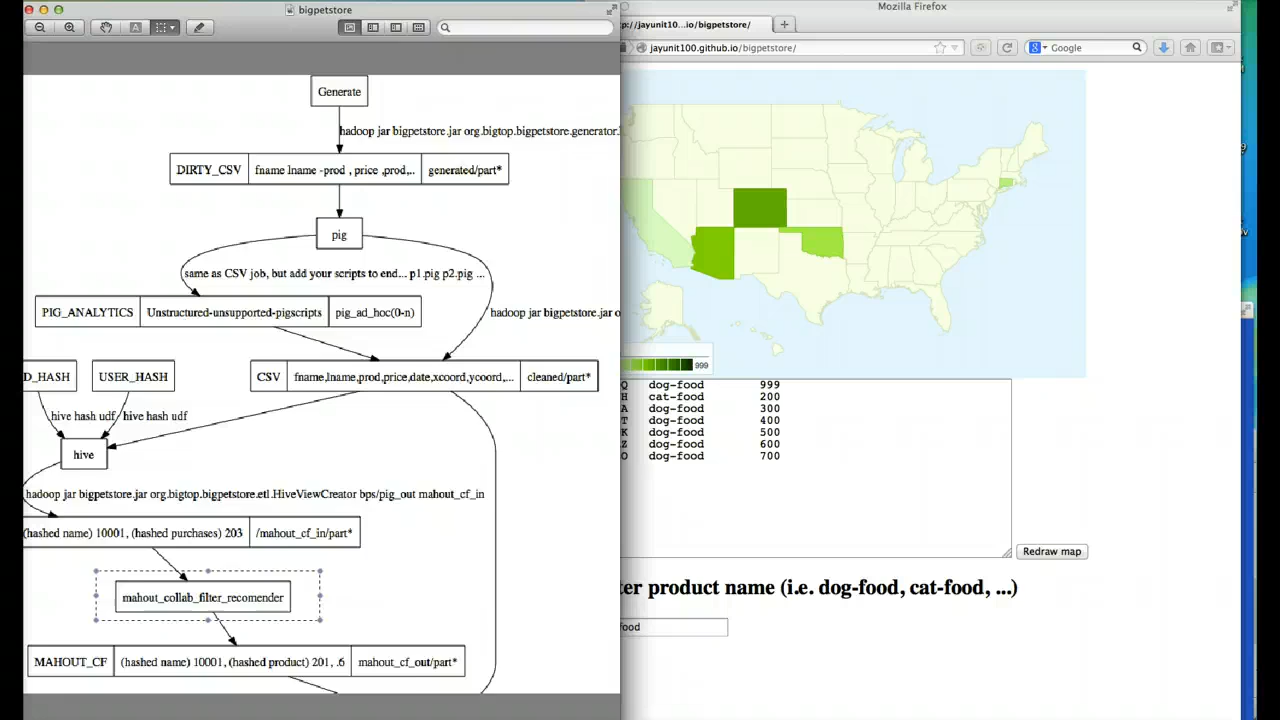 bigpetstore
Generate
hadoop jar bigpetstore.jar org.bigtop.bigpetstore.generator.
DIRTY_CSV fname lname -prod , price ,prod,.. generated/part*
pig
same as CSV job, but add your scripts to end... p1.pig p2.pig ...
PIG_ANALYTICS Unstructured-unsupported-pigscripts pig_ad_hoc(0-n)
hadoop jar bigpetstore.jar o
D_HASH USER_HASH CSV fname,lname,prod,price,date,xcoord,ycoord,... cleaned/part*
hive hash udf hive hash udf
hive
hadoop jar bigpetstore.jar org.bigtop.bigpetstore.etl.HiveViewCreator bps/pig_out mahout_cf_in
(hashed name) 10001, (hashed purchases) 203 /mahout_cf_in/part*
mahout_collab_filter_recomender
MAHOUT_CF (hashed name) 10001, (hashed product) 201, .6 mahout_cf_out/part*
Mozilla Firefox
tp://jayunit10...io/bigpetstore/
jayunit100.github.io/bigpetstore/
Google
999
Q dog-food 999
H cat-food 200
A dog-food 300
T dog-food 400
K dog-food 500
Z dog-food 600
O dog-food 700
Redraw map
ter product name (i.e. dog-food, cat-food, ...)
food